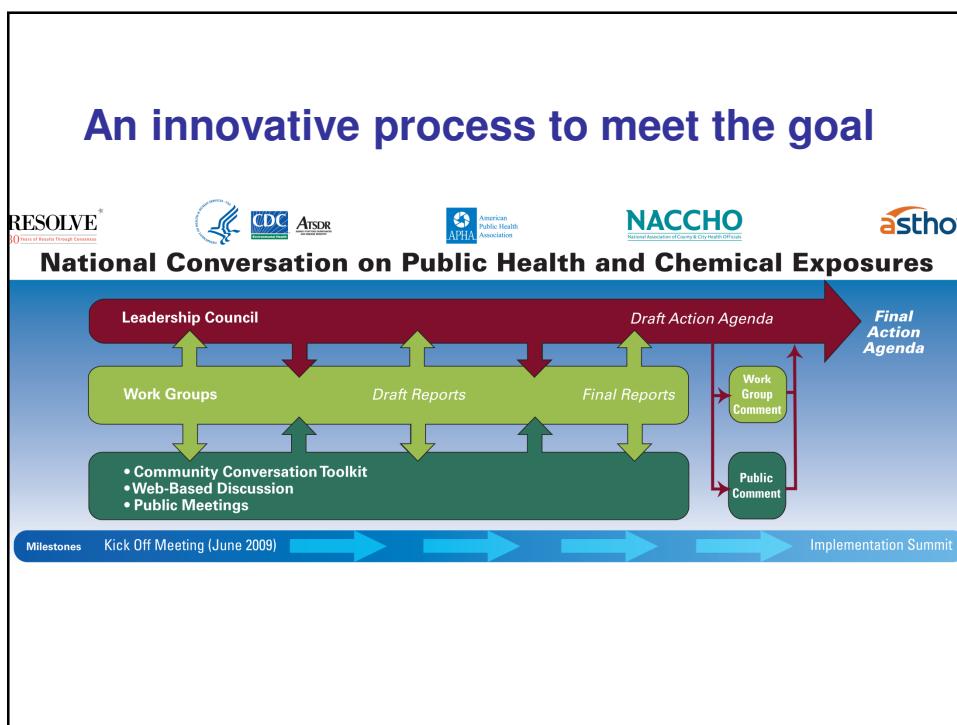 An innovative process to meet the goal
RESOLVE
30 Years of Results Through Consensus
CDC
Environmental Health
ATSDR
APHA
American
Public Health
Association
NACCHO
National Association of County & City Health Officials
astho
National Conversation on Public Health and Chemical Exposures
Leadership Council
Draft Action Agenda
Final
Action
Agenda
Work Groups
Draft Reports
Final Reports
Work
Group
Comment
• Community Conversation Toolkit
•Web-Based Discussion
• Public Meetings
Public
Comment
Milestones
Kick Off Meeting (June 2009)
Implementation Summit